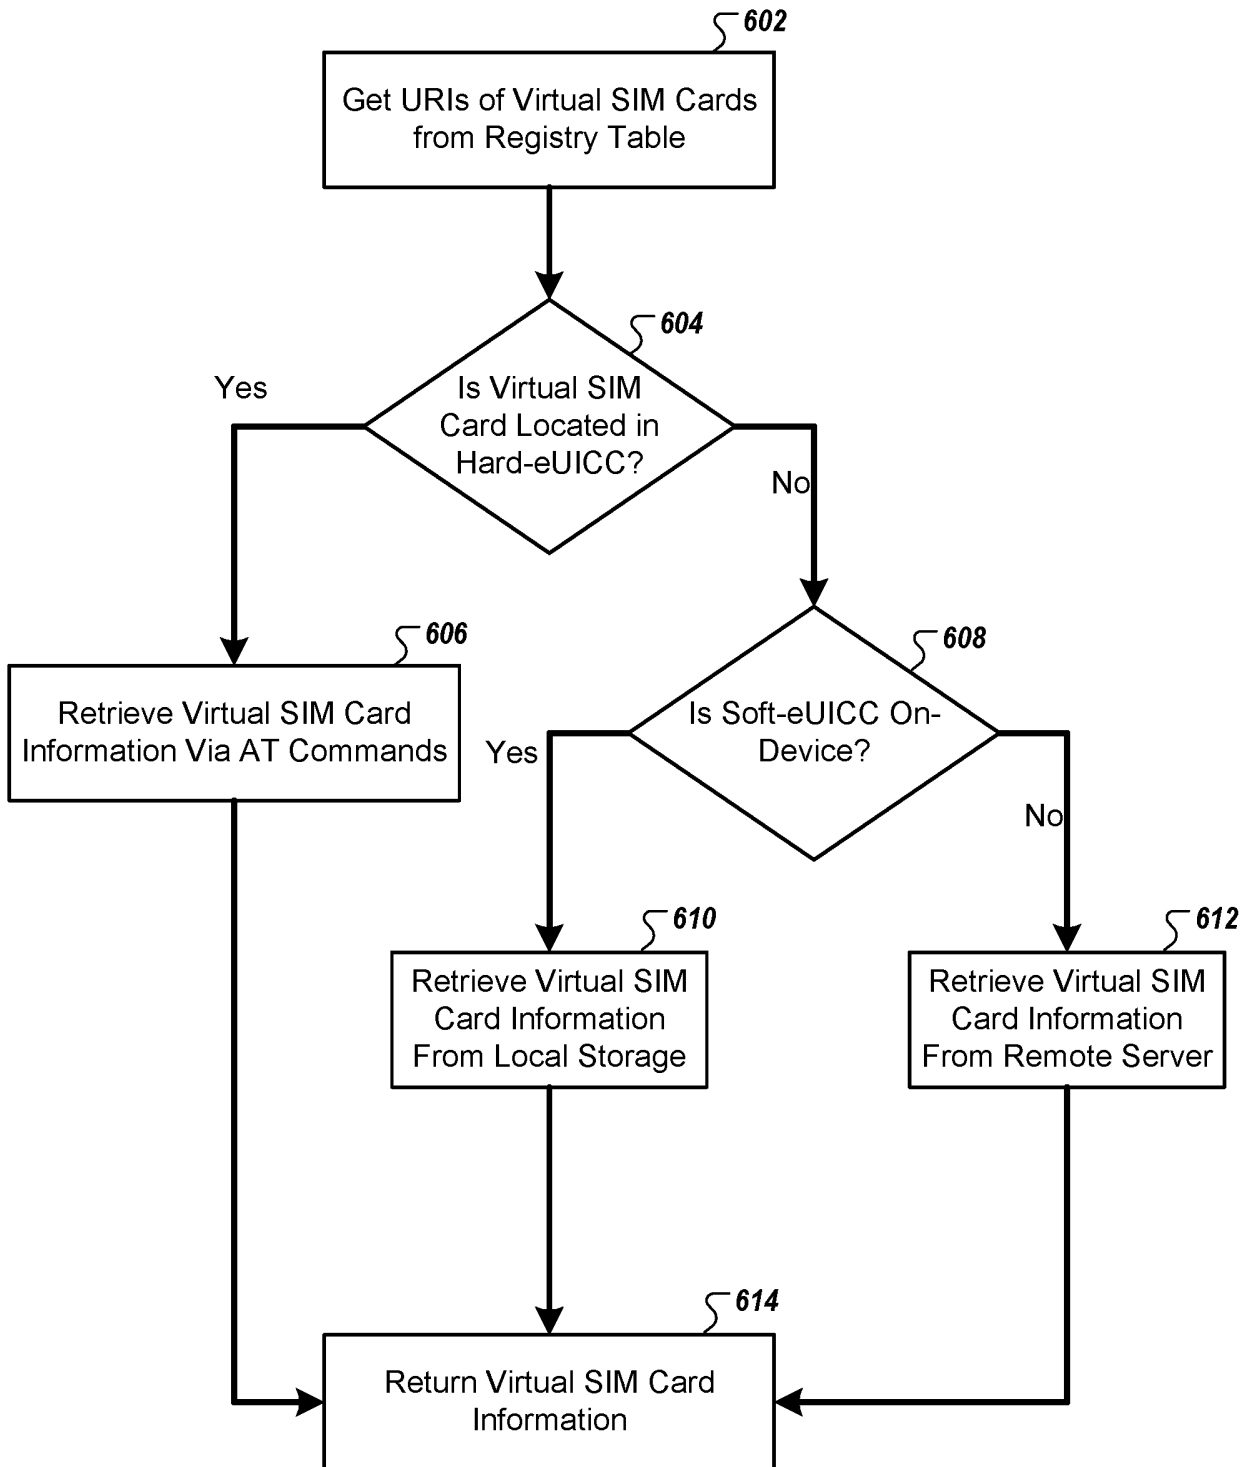 602
Get URIs of Virtual SIM Cards
from Registry Table
604
Is Virtual SIM
Card Located in
Hard-eUICC?
Yes
No
606
Retrieve Virtual SIM Card
Information Via AT Commands
608
Is Soft-eUICC On-
Device?
Yes
No
610
Retrieve Virtual SIM
Card Information
From Local Storage
612
Retrieve Virtual SIM
Card Information
From Remote Server
614
Return Virtual SIM Card
Information